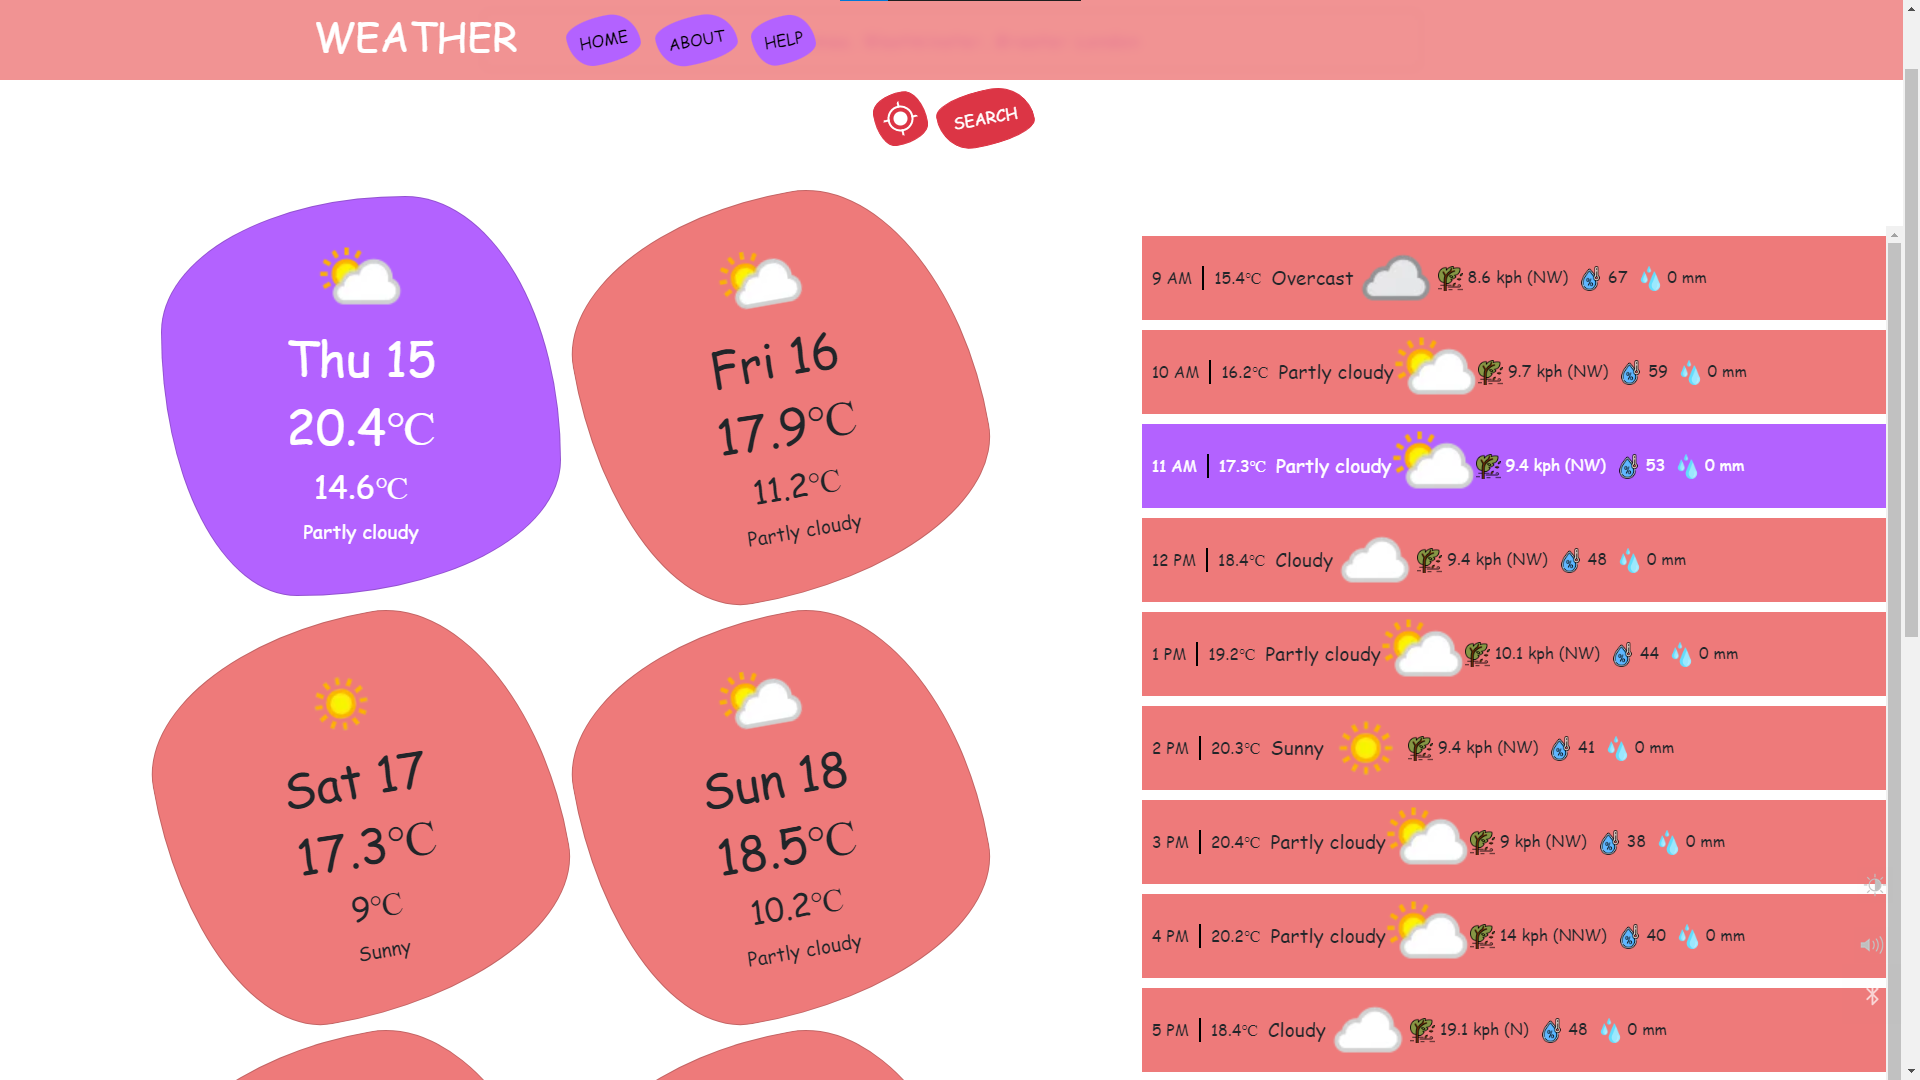 WEATHER
HOME
ABOUT
HELP
SEARCH
Thu 15
20.4°C
14.6°C
Partly cloudy
Fri 16
17.9°C
11.2°C
Partly cloudy
Sat 17
17.3°C
9°C
Sunny
Sun 18
18.5°C
10.2°C
Partly cloudy
9 AM 15.4°C Overcast 8.6 kph (NW) 67 0 mm
10 AM 16.2°C Partly cloudy 9.7 kph (NW) 59 0 mm
11 AM 17.3°C Partly cloudy 9.4 kph (NW) 53 0 mm
12 PM 18.4°C Cloudy 9.4 kph (NW) 48 0 mm
1 PM 19.2°C Partly cloudy 10.1 kph (NW) 44 0 mm
2 PM 20.3°C Sunny 9.4 kph (NW) 41 0 mm
3 PM 20.4°C Partly cloudy 9 kph (NW) 38 0 mm
4 PM 20.2°C Partly cloudy 14 kph (NNW) 40 0 mm
5 PM 18.4°C Cloudy 19.1 kph (N) 48 0 mm